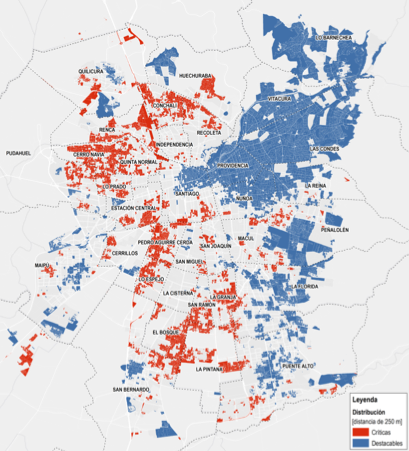 LO BARNECHEA
QUILICURA
HUECHURABA
VITACURA
CONCHALÍ
RENCA
RECOLETA
INDEPENDENCIA
LAS CONDES
PUDAHUEL
CERRO NAVIA
QUINTA NORMAL
PROVIDENCIA
LO PRADO
LA REINA
SANTIAGO
ÑUÑOA
ESTACIÓN CENTRAL
PEÑALOLÉN
MACUL
PEDRO AGUIRRE CERDA
SAN JOAQUÍN
CERRILLOS
SAN MIGUEL
MAIPÚ
LO ESPEJO
LA FLORIDA
LA CISTERNA
LA GRANJA
SAN RAMÓN
EL BOSQUE
PUENTE ALTO
LA PINTANA
SAN BERNARDO
Leyenda
Distribución
[distancia de 250 m]
Críticas
Destacables